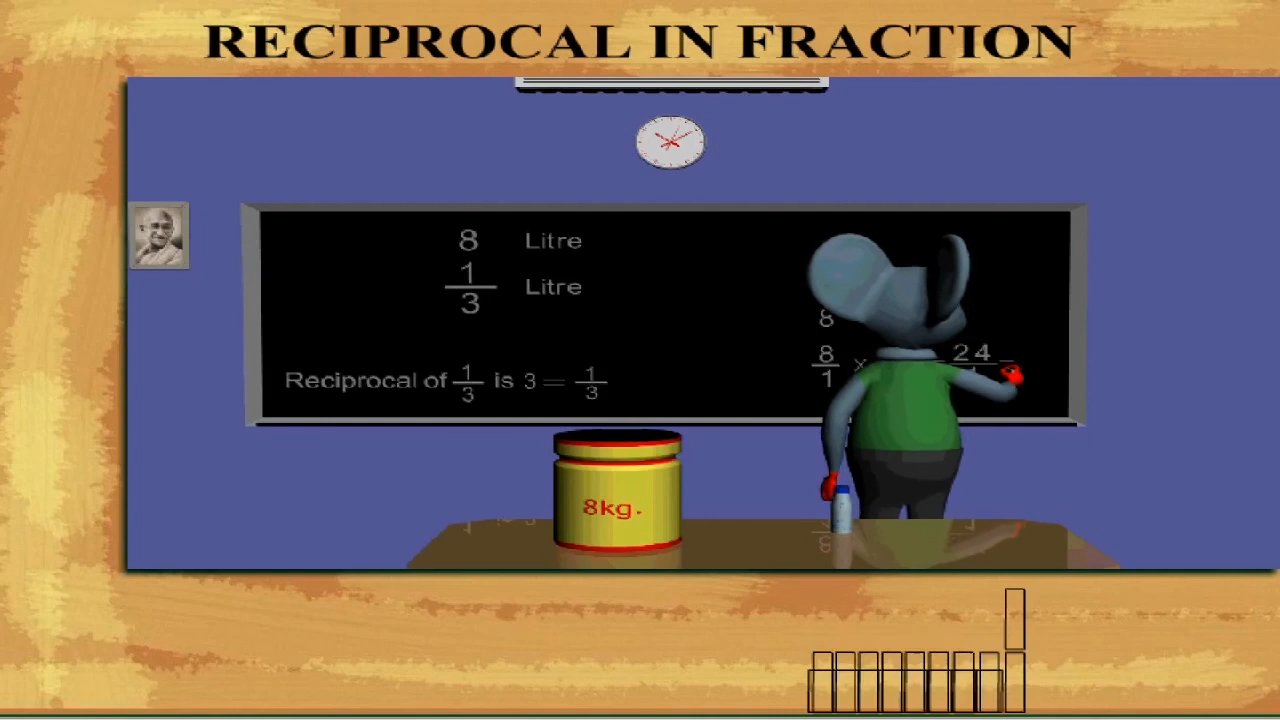 RECIPROCAL IN FRACTION
8 Litre
1/3 Litre
8
8/1 ×
24
Reciprocal of 1/3 is 3 = 1/3
8kg.